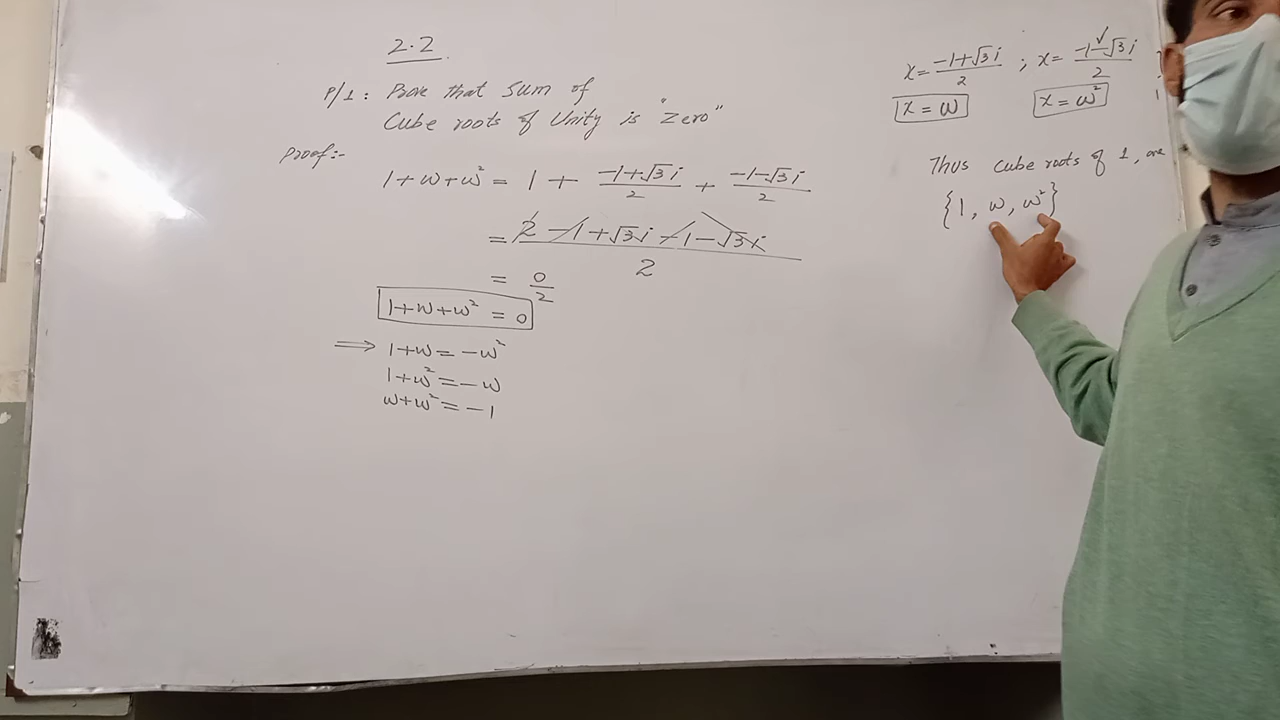 2.2
P/1: Prove that sum of
Cube roots of Unity is "Zero"
Proof:-
1+ω+ω² = 1 + (-1+√3i)/2 + (-1-√3i)/2
= (2-1+√3i-1-√3i)/2
= 0/2
1+ω+ω² = 0
⇒ 1+ω = -ω²
1+ω² = -ω
ω+ω² = -1
x = (-1+√3i)/2 ; x = (-1-√3i)/2
x = ω x = ω²
Thus Cube roots of 1, are
{1, ω, ω²}